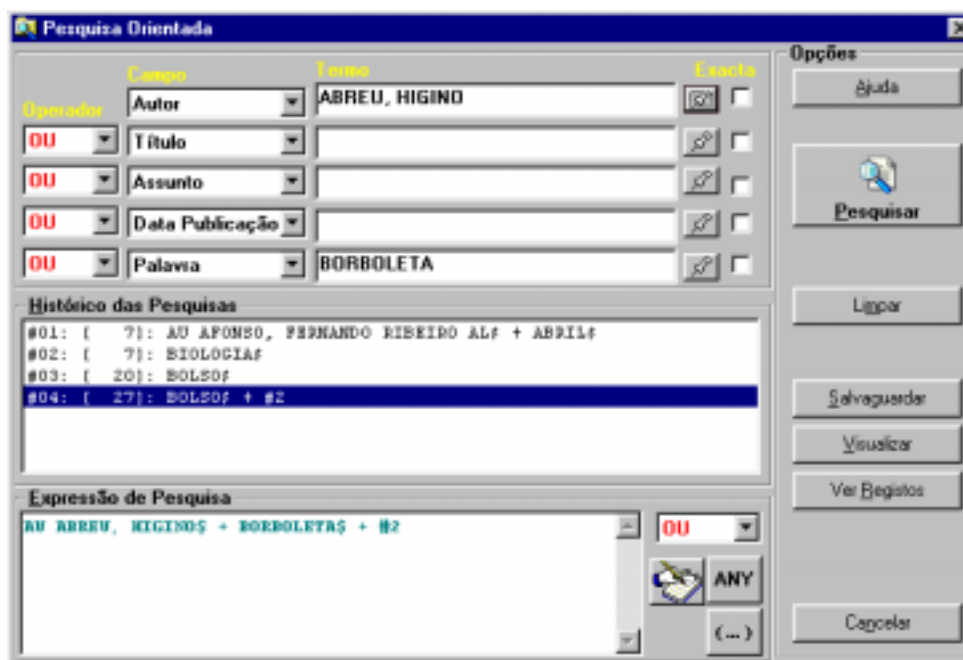 Pesquisa Orientada
Opções
Operador Campo Termo Exacta
Autor ABREU, HIGINO
OU Título
OU Assunto
OU Data Publicação
OU Palavra BORBOLETA
Ajuda
Pesquisar
Limpar
Histórico das Pesquisas
#01: [ 7]: AU AFONSO, FERNANDO RIBEIRO AL$ + ABRIL$
#02: [ 7]: BIOLOGIA$
#03: [ 20]: BOLSO$
#04: [ 27]: BOLSO$ + #2
Salvaguardar
Visualizar
Ver Registos
Expressão de Pesquisa
AU ABREU, HIGINO$ + BORBOLETA$ + #2
OU
ANY
(...)
Cancelar